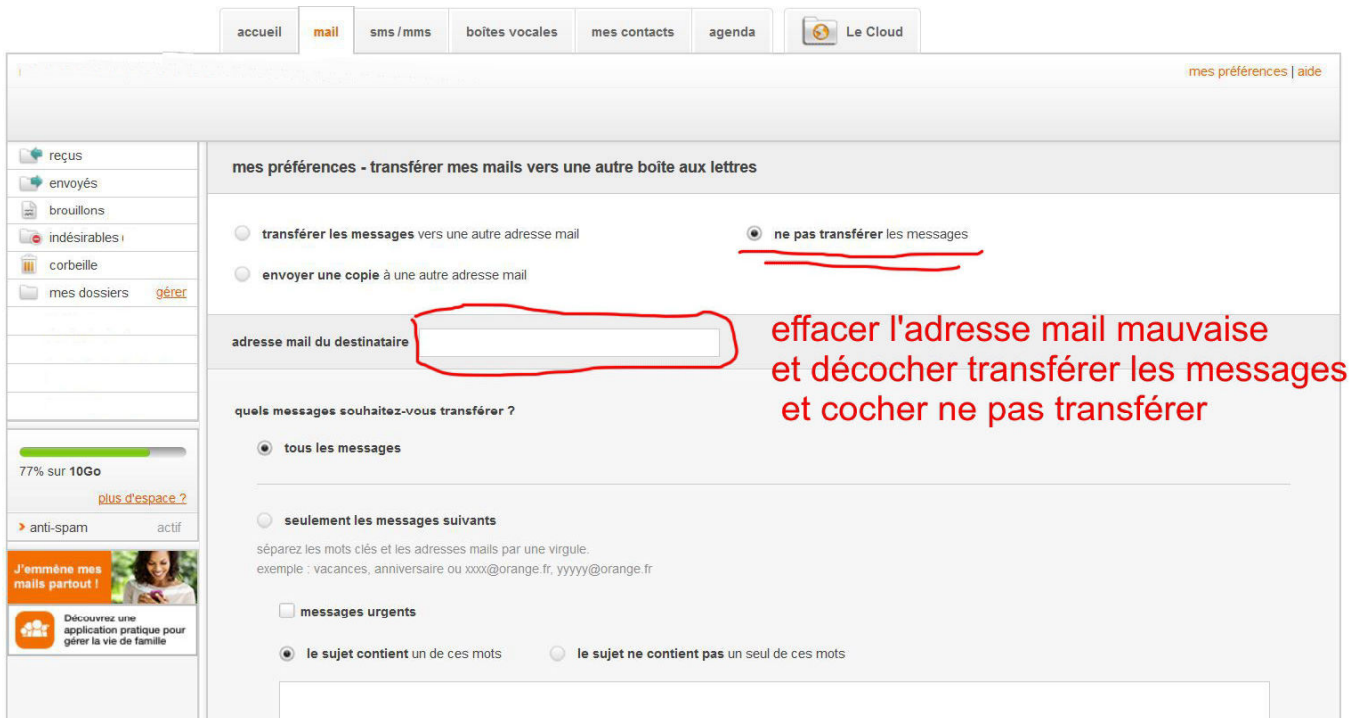 accueil mail sms/mms boîtes vocales mes contacts agenda Le Cloud
mes préférences | aide
reçus
envoyés
brouillons
indésirables
corbeille
mes dossiers gérer
mes préférences - transférer mes mails vers une autre boîte aux lettres
transférer les messages vers une autre adresse mail
ne pas transférer les messages
envoyer une copie à une autre adresse mail
adresse mail du destinataire
effacer l'adresse mail mauvaise
et décocher transférer les messages
et cocher ne pas transférer
quels messages souhaitez-vous transférer ?
tous les messages
77% sur 10Go
plus d'espace ?
anti-spam actif
seulement les messages suivants
séparez les mots clés et les adresses mails par une virgule.
exemple : vacances, anniversaire ou xxxx@orange.fr, yyyyy@orange.fr
J'emmène mes
mails partout !
Découvrez une
application pratique pour
gérer la vie de famille
messages urgents
le sujet contient un de ces mots
le sujet ne contient pas un seul de ces mots